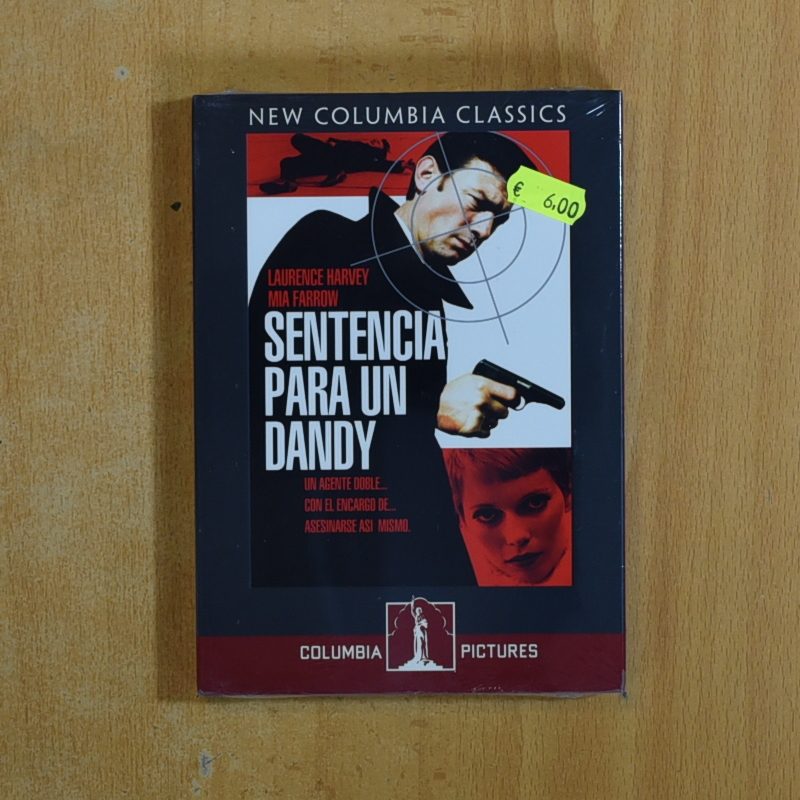 NEW COLUMBIA CLASSICS
€ 6,00
LAURENCE HARVEY
MIA FARROW
SENTENCIA
PARA UN
DANDY
UN AGENTE DOBLE...
CON EL ENCARGO DE...
ASESINARSE ASI MISMO.
COLUMBIA PICTURES